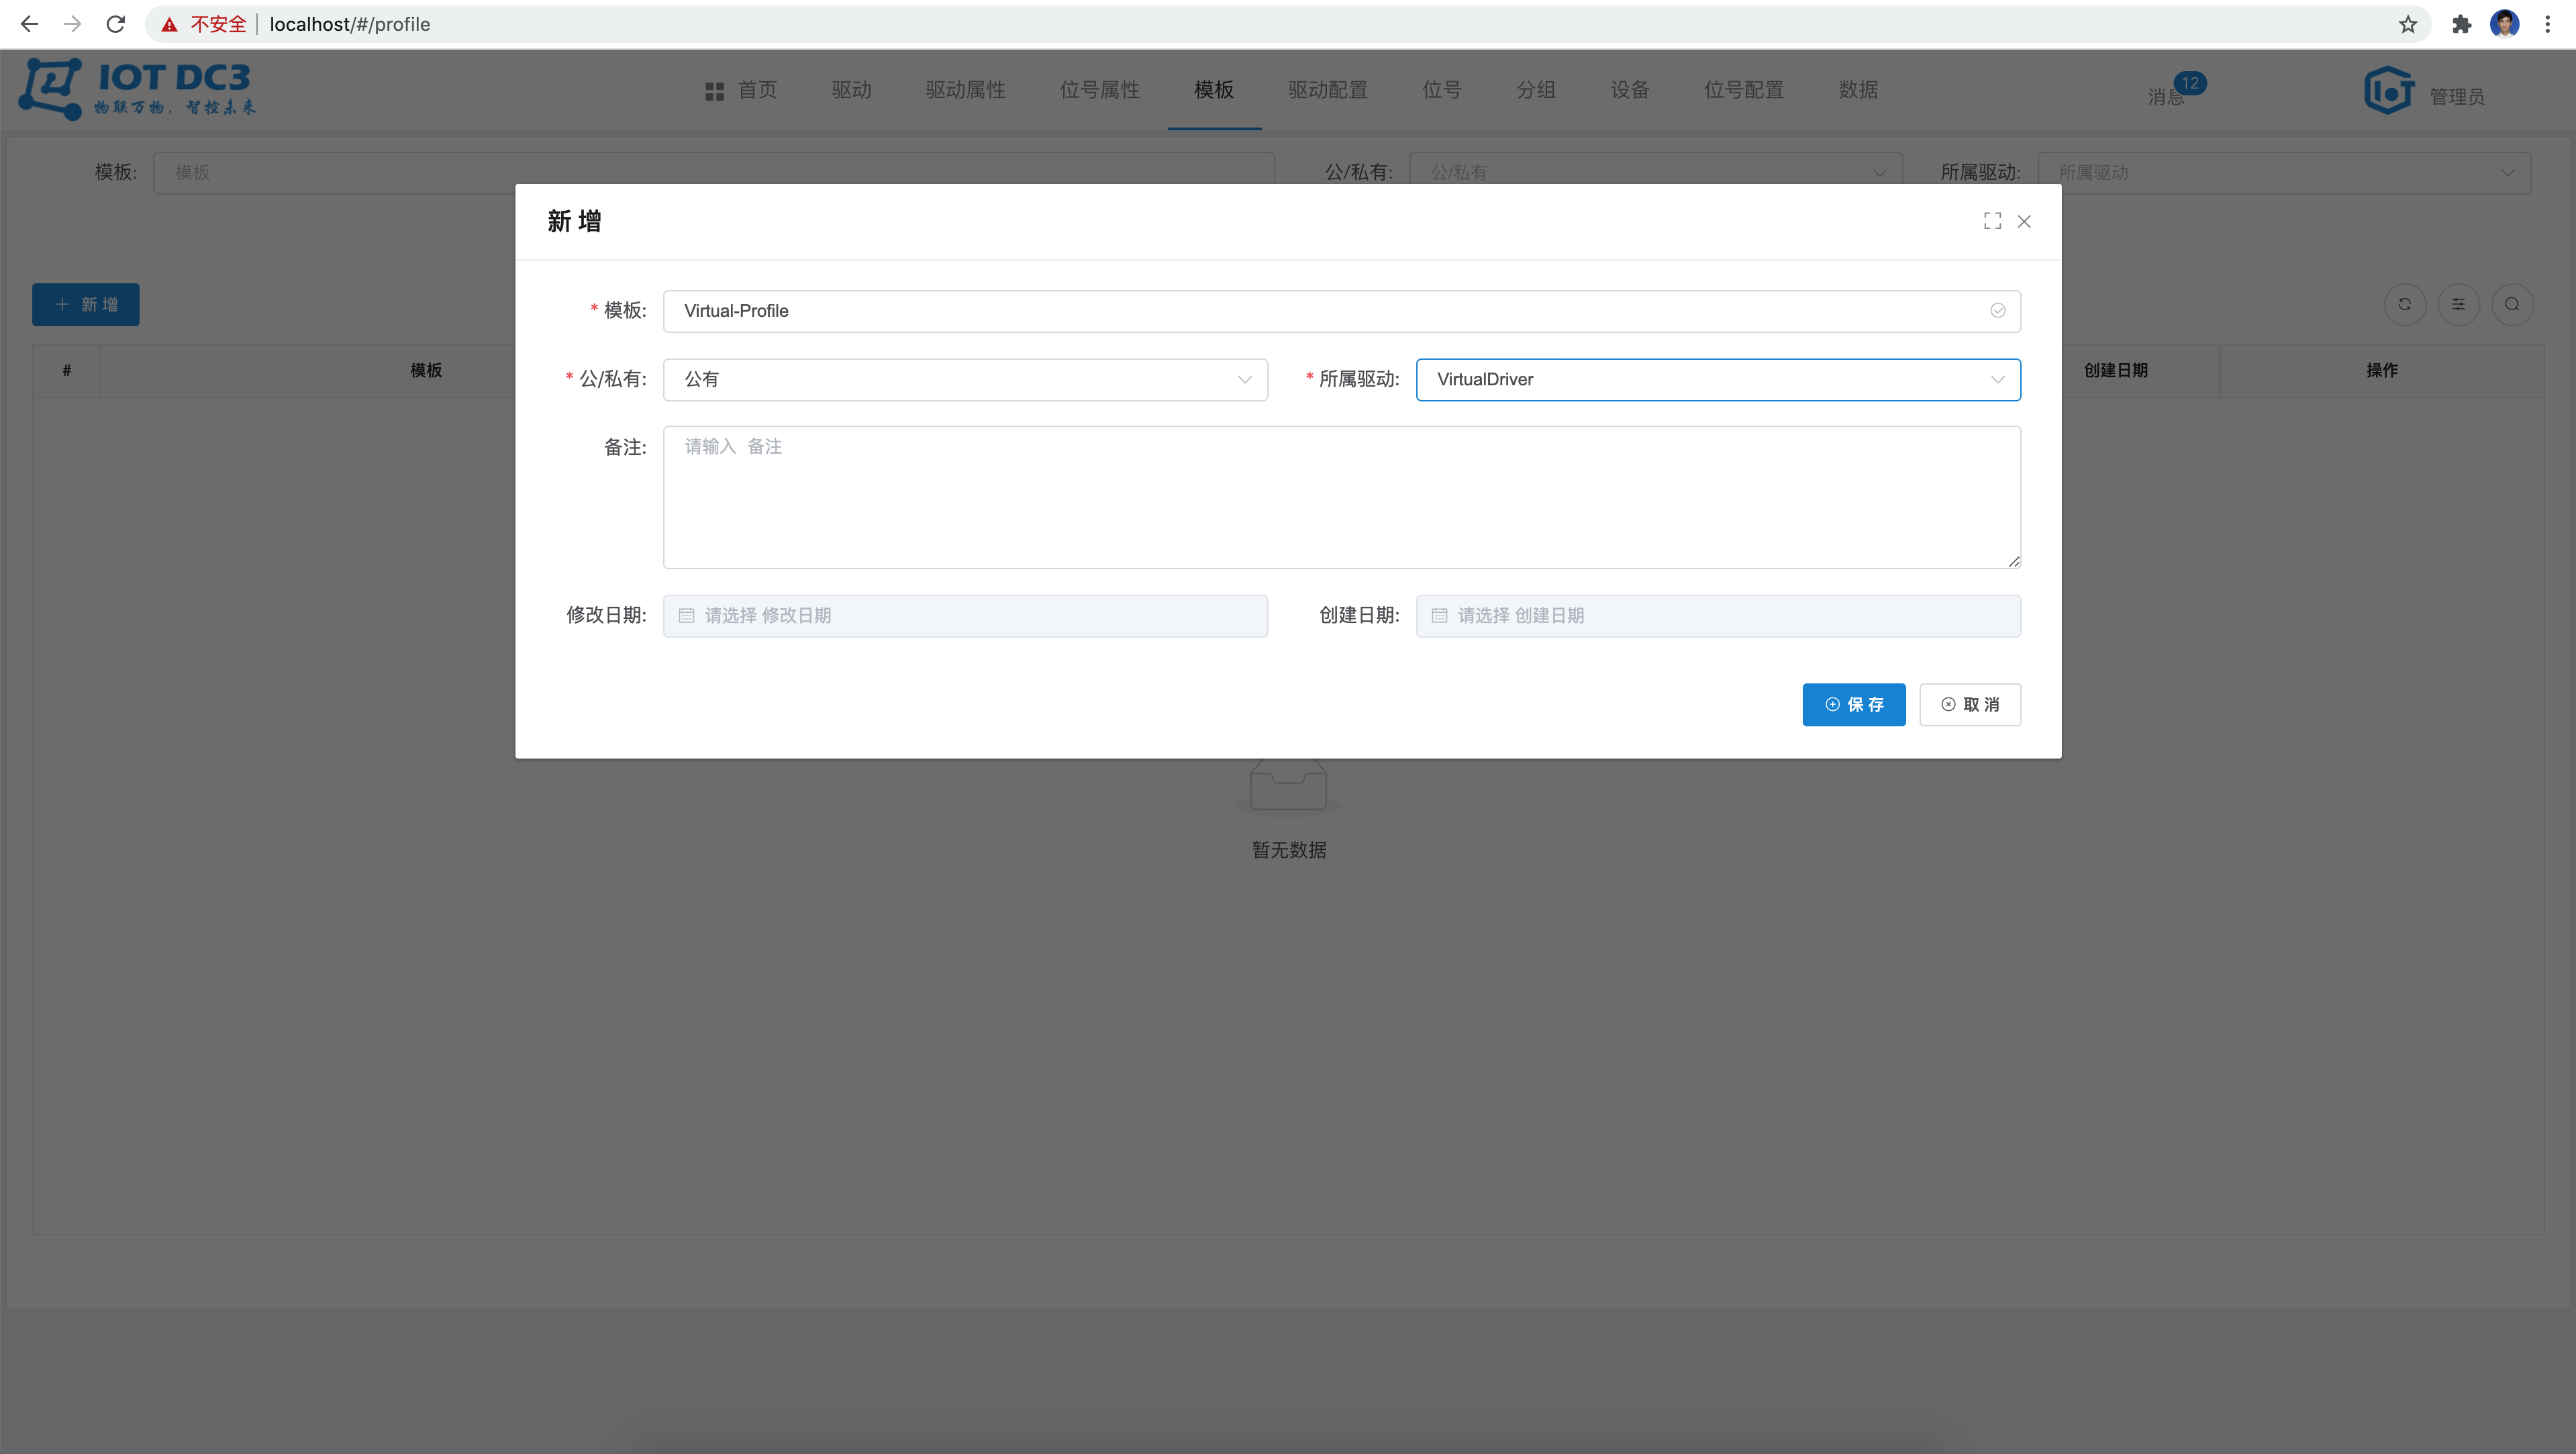 不安全 localhost/#/profile
IOT DC3
物联万物，智控未来
首页 驱动 驱动属性 位号属性 模板 驱动配置 位号 分组 设备 位号配置 数据 消息 12 管理员
模板: 模板 公/私有: 公/私有 所属驱动: 所属驱动
新 增
* 模板: Virtual-Profile
* 公/私有: 公有 * 所属驱动: VirtualDriver
备注: 请输入 备注
修改日期: 请选择 修改日期 创建日期: 请选择 创建日期
保 存 取 消
新 增
# 模板 创建日期 操作
暂无数据